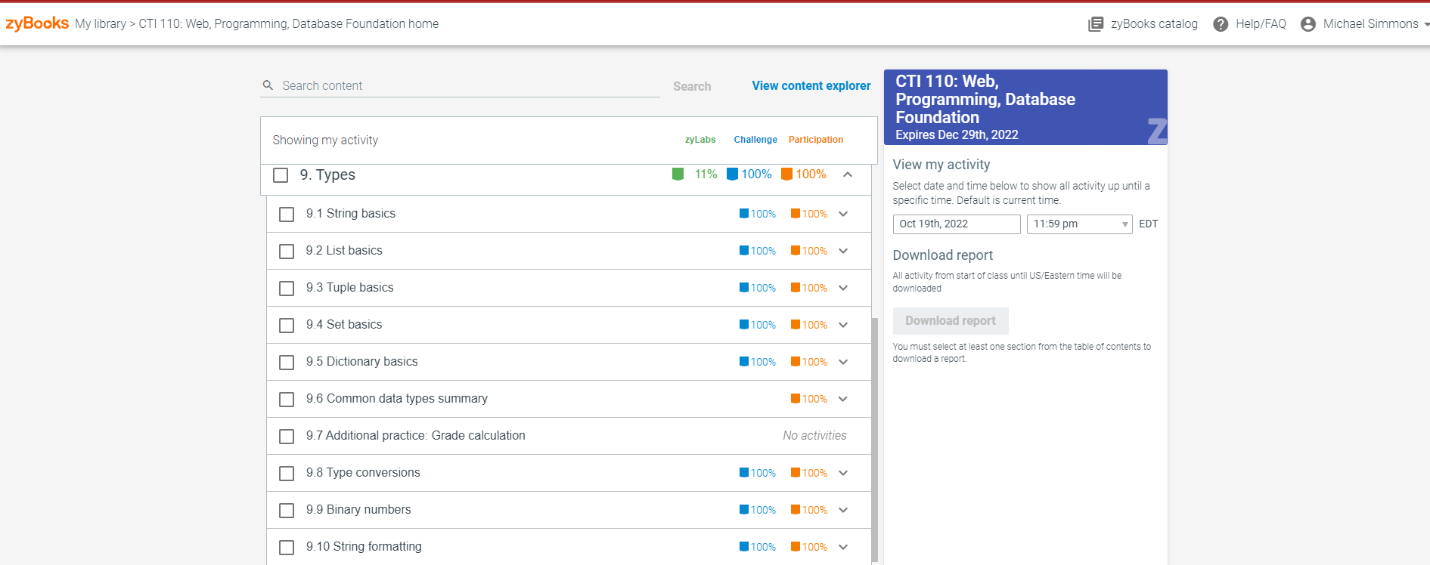 zyBooks My library > CTI 110: Web, Programming, Database Foundation home
zyBooks catalog Help/FAQ Michael Simmons
Search content Search View content explorer
Showing my activity zyLabs Challenge Participation
9. Types 11% 100% 100%
9.1 String basics 100% 100%
9.2 List basics 100% 100%
9.3 Tuple basics 100% 100%
9.4 Set basics 100% 100%
9.5 Dictionary basics 100% 100%
9.6 Common data types summary 100%
9.7 Additional practice: Grade calculation No activities
9.8 Type conversions 100% 100%
9.9 Binary numbers 100% 100%
9.10 String formatting 100% 100%
CTI 110: Web,
Programming, Database
Foundation
Expires Dec 29th, 2022
z
View my activity
Select date and time below to show all activity up until a
specific time. Default is current time.
Oct 19th, 2022 11:59 pm EDT
Download report
All activity from start of class until US/Eastern time will be
downloaded
Download report
You must select at least one section from the table of contents to
download a report.